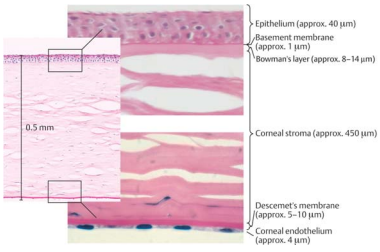 Epithelium (approx. 40 µm)
Basement membrane
(approx. 1 µm)
Bowman's layer (approx. 8–14 µm)
0.5 mm
Corneal stroma (approx. 450 µm)
Descemet's membrane
(approx. 5–10 µm)
Corneal endothelium
(approx. 4 µm)